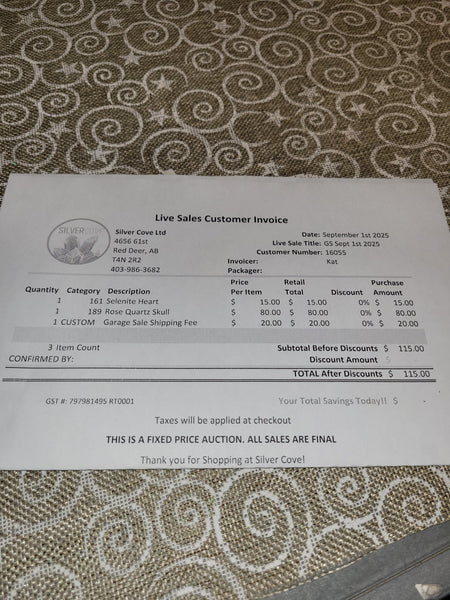 Live Sales Customer Invoice
SILVER COVE
Silver Cove Ltd
4656 61st
Red Deer, AB
T4N 2R2
403-986-3682
Date: September 1st 2025
Live Sale Title: GS Sept 1st 2025
Customer Number: 16055
Invoicer: Kat
Packager:
Quantity Category Description Price Per Item Retail Total Discount Purchase Amount
1 161 Selenite Heart $ 15.00 $ 15.00 0% $ 15.00
1 189 Rose Quartz Skull $ 80.00 $ 80.00 0% $ 80.00
1 CUSTOM Garage Sale Shipping Fee $ 20.00 $ 20.00 0% $ 20.00
3 Item Count Subtotal Before Discounts $ 115.00
CONFIRMED BY: Discount Amount $
TOTAL After Discounts $ 115.00
GST #: 797981495 RT0001 Your Total Savings Today!! $ -
Taxes will be applied at checkout
THIS IS A FIXED PRICE AUCTION. ALL SALES ARE FINAL
Thank you for Shopping at Silver Cove!